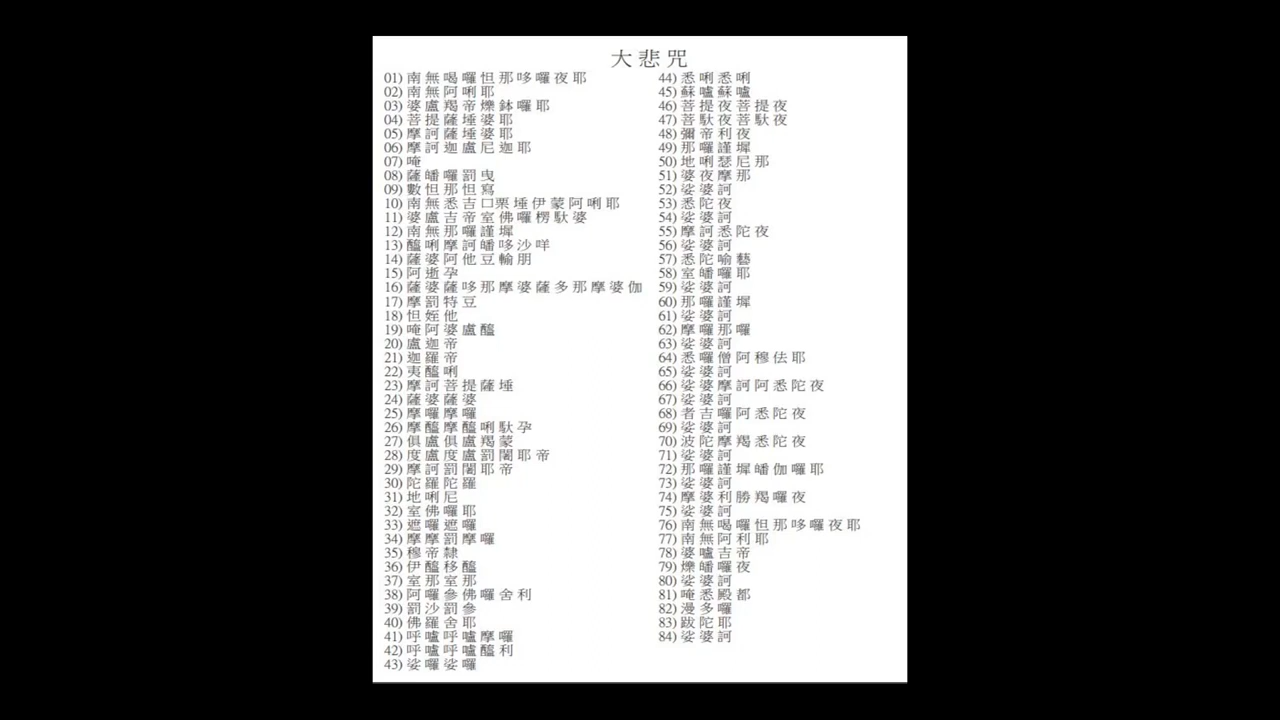 大悲咒
01) 南無喝囉怛那哆囉夜耶
02) 南無阿唎耶
03) 婆盧羯帝爍鉢囉耶
04) 菩提薩埵婆耶
05) 摩訶薩埵婆耶
06) 摩訶迦盧尼迦耶
07) 唵
08) 薩皤囉罰曳
09) 數怛那怛寫
10) 南無悉吉口栗埵伊蒙阿唎耶
11) 婆盧吉帝室佛囉楞馱婆
12) 南無那囉謹墀
13) 醯唎摩訶皤哆沙咩
14) 薩婆阿他豆輸朋
15) 阿逝孕
16) 薩婆薩哆那摩婆薩多那摩婆伽
17) 摩罰特豆
18) 怛姪他
19) 唵阿婆盧醯
20) 盧迦帝
21) 迦羅帝
22) 夷醯唎
23) 摩訶菩提薩埵
24) 薩婆薩婆
25) 摩囉摩囉
26) 摩醯摩醯唎馱孕
27) 俱盧俱盧羯蒙
28) 度盧度盧罰闍耶帝
29) 摩訶罰闍耶帝
30) 陀羅陀羅
31) 地唎尼
32) 室佛囉耶
33) 遮囉遮囉
34) 摩摩罰摩囉
35) 穆帝隸
36) 伊醯移醯
37) 室那室那
38) 阿囉參佛囉舍利
39) 罰沙罰參
40) 佛羅舍耶
41) 呼嚧呼嚧摩囉
42) 呼嚧呼嚧醯利
43) 娑囉娑囉
44) 悉唎悉唎
45) 蘇嚧蘇嚧
46) 菩提夜菩提夜
47) 菩馱夜菩馱夜
48) 彌帝利夜
49) 那囉謹墀
50) 地唎瑟尼那
51) 婆夜摩那
52) 娑婆訶
53) 悉陀夜
54) 娑婆訶
55) 摩訶悉陀夜
56) 娑婆訶
57) 悉陀喻藝
58) 室皤囉耶
59) 娑婆訶
60) 那囉謹墀
61) 娑婆訶
62) 摩囉那囉
63) 娑婆訶
64) 悉囉僧阿穆佉耶
65) 娑婆訶
66) 娑婆摩訶阿悉陀夜
67) 娑婆訶
68) 者吉囉阿悉陀夜
69) 娑婆訶
70) 波陀摩羯悉陀夜
71) 娑婆訶
72) 那囉謹墀皤伽囉耶
73) 娑婆訶
74) 摩婆利勝羯囉夜
75) 娑婆訶
76) 南無喝囉怛那哆囉夜耶
77) 南無阿利耶
78) 婆嚧吉帝
79) 爍皤囉夜
80) 娑婆訶
81) 唵悉殿都
82) 漫多囉
83) 跋陀耶
84) 娑婆訶